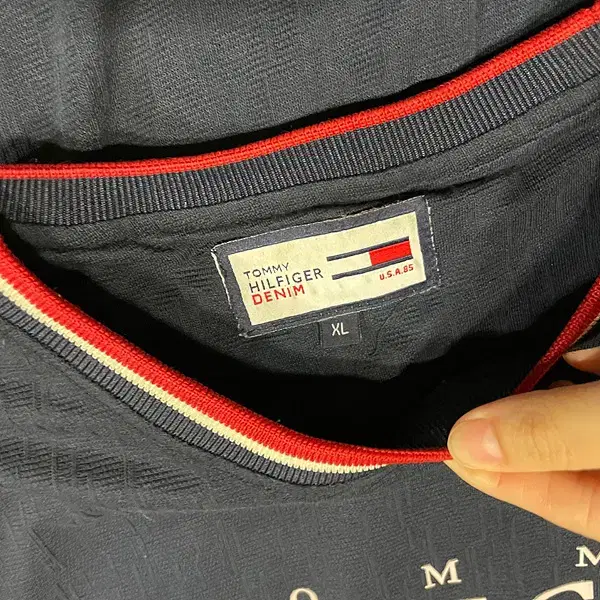 TOMMY
HILFIGER
DENIM
U.S.A.85
XL
O M M